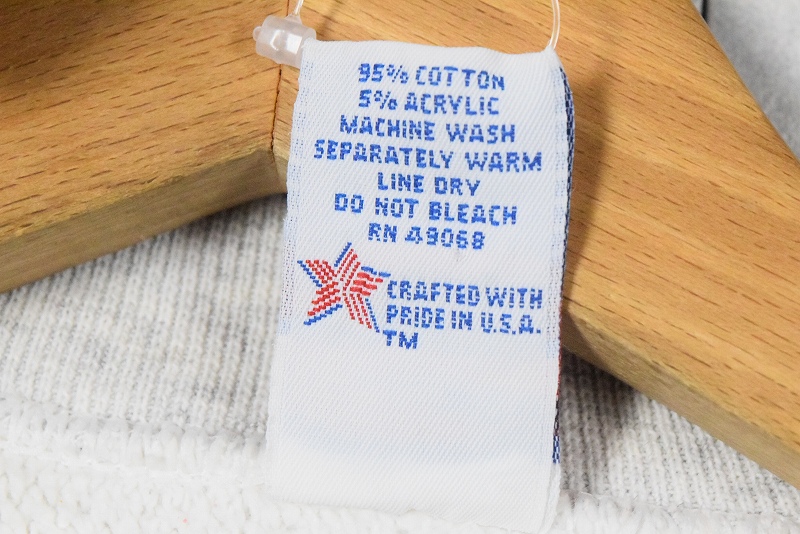 95% COTTON
5% ACRYLIC
MACHINE WASH
SEPARATELY WARM
LINE DRY
DO NOT BLEACH
RN 49068
CRAFTED WITH
PRIDE IN U.S.A.
TM